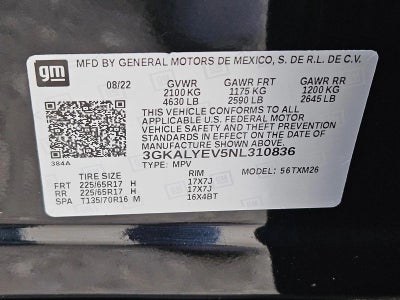 gm
MFD BY GENERAL MOTORS DE MEXICO, S. DE R.L. DE C.V.
08/22 GVWR GAWR FRT GAWR RR
2100 KG 1175 KG 1200 KG
4630 LB 2590 LB 2645 LB
THIS VEHICLE CONFORMS TO ALL
APPLICABLE U.S. FEDERAL MOTOR
VEHICLE SAFETY AND THEFT PREVENTION
STANDARDS IN EFFECT ON THE DATE OF
MANUFACTURE SHOWN ABOVE.
3GKALYEV5NL310836
384A TYPE: MPV MODEL: 56TXM26
TIRE SIZE RIM
FRT 225/65R17 H 17X7J
RR 225/65R17 H 17X7J
SPA T135/70R16 M 16X4BT